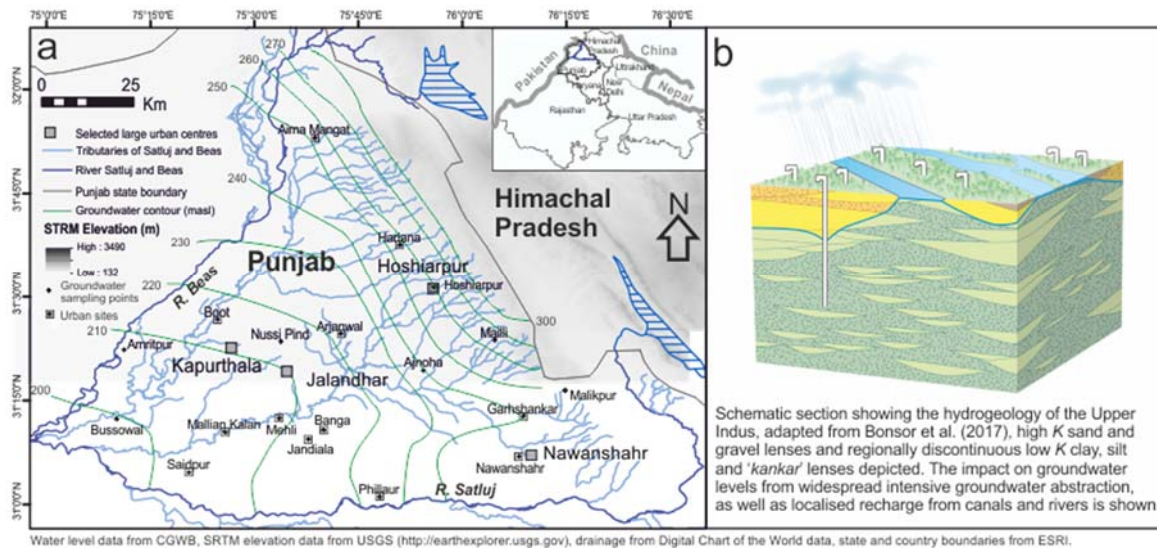 75°0'0"E
75°15'0"E
75°30'0"E
75°45'0"E
76°0'0"E
76°15'0"E
76°30'0"E
a
0 25
Km
Selected large urban centres
Tributaries of Satluj and Beas
River Satluj and Beas
Punjab state boundary
Groundwater contour (masl)
STRM Elevation (m)
High : 3490
Low : 132
Groundwater
sampling points
Urban sites
32°0'0"N
31°45'0"N
31°30'0"N
31°15'0"N
31°0'0"N
270
260
250
240
230
220
210
200
300
Aima Mangat
Hadana
Punjab
Hoshiarpur
Hoshiarpur
Himachal
Pradesh
N
R. Beas
Boot
Nussi Pind
Arjanwal
Amritpur
Kapurthala
Jalandhar
Ajnoha
Malikpur
Garhshankar
Bussowal
Mallian Kalan
Mehli
Banga
Jandiala
Nawanshahr
Nawanshahr
Saidpur
Phillaur
R. Satluj
Pakistan
Himachal
Pradesh
China
Punjab
Uttrakhand
Haryana
New
Delhi
Nepal
Rajasthan
Uttar Pradesh
b
Schematic section showing the hydrogeology of the Upper
Indus, adapted from Bonsor et al. (2017), high K sand and
gravel lenses and regionally discontinuous low K clay, silt
and 'kankar' lenses depicted. The impact on groundwater
levels from widespread intensive groundwater abstraction,
as well as localised recharge from canals and rivers is shown
Water level data from CGWB, SRTM elevation data from USGS (http://earthexplorer.usgs.gov), drainage from Digital Chart of the World data, state and country boundaries from ESRI.